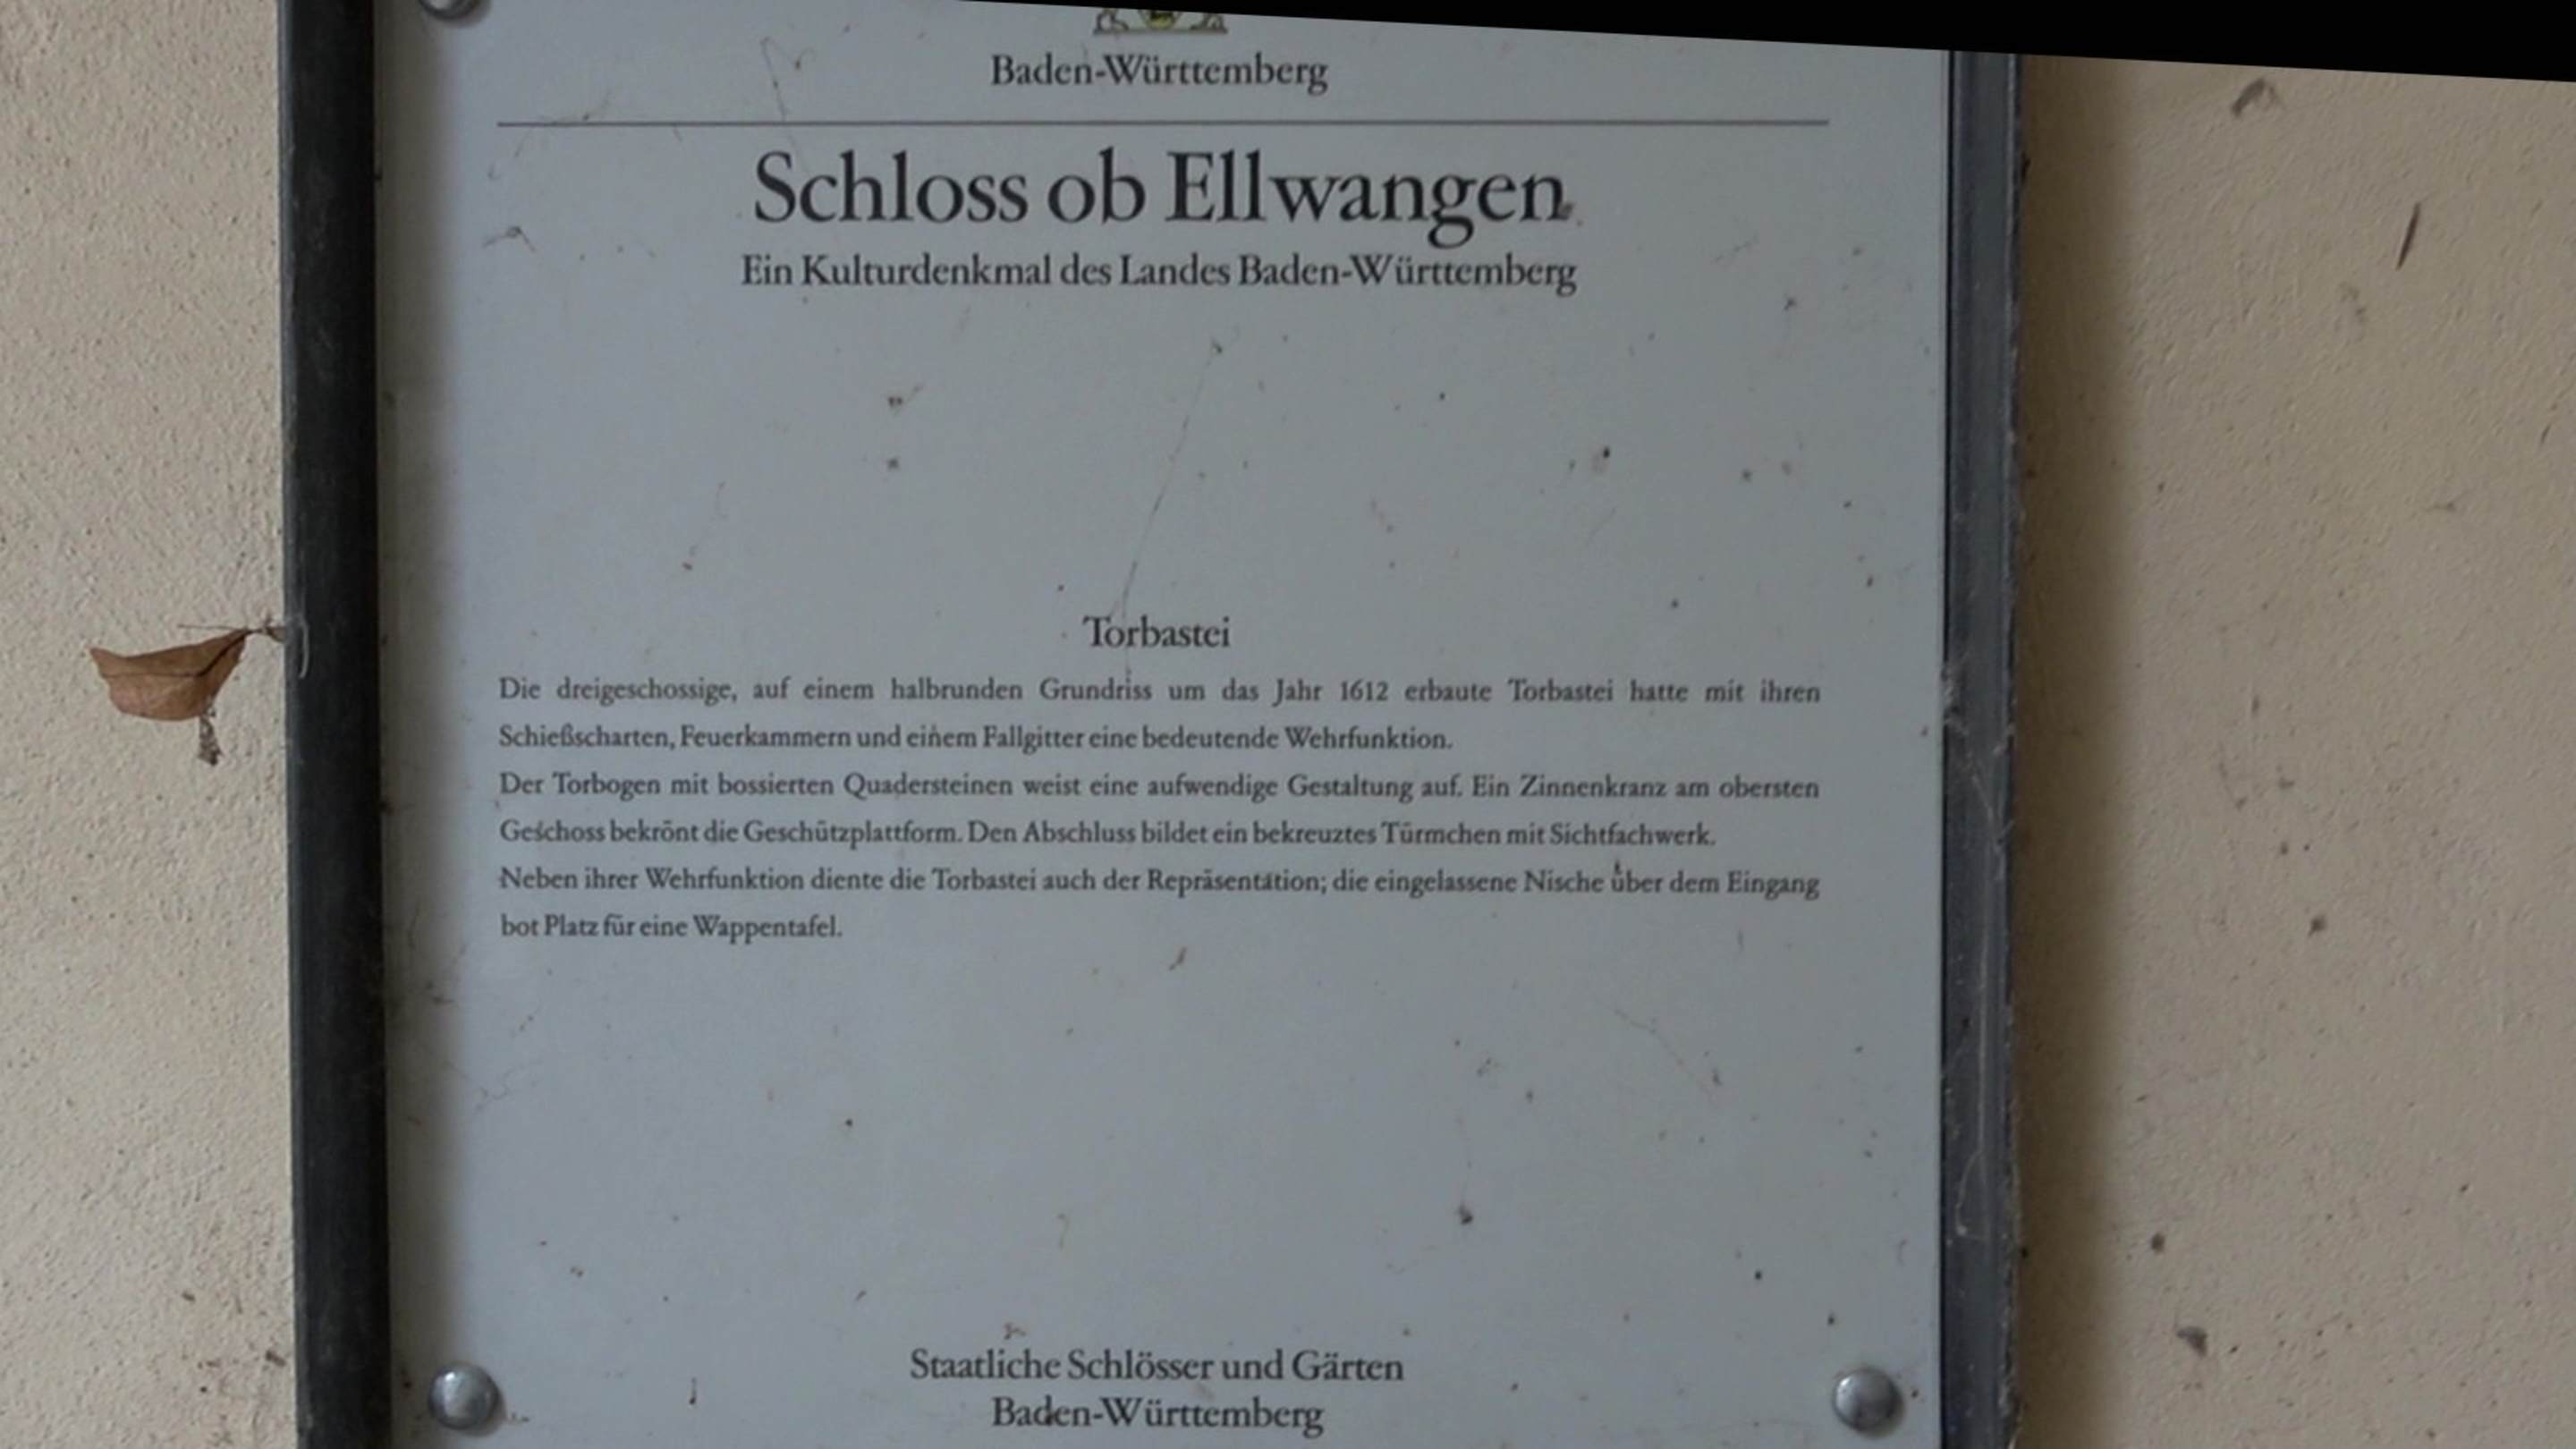 Baden-Württemberg
Schloss ob Ellwangen
Ein Kulturdenkmal des Landes Baden-Württemberg
Torbastei
Die dreigeschossige, auf einem halbrunden Grundriss um das Jahr 1612 erbaute Torbastei hatte mit ihren
Schießscharten, Feuerkammern und einem Fallgitter eine bedeutende Wehrfunktion.
Der Torbogen mit bossierten Quadersteinen weist eine aufwendige Gestaltung auf. Ein Zinnenkranz am obersten
Geschoss bekrönt die Geschützplattform. Den Abschluss bildet ein bekreuztes Türmchen mit Sichtfachwerk.
Neben ihrer Wehrfunktion diente die Torbastei auch der Repräsentation; die eingelassene Nische über dem Eingang
bot Platz für eine Wappentafel.
Staatliche Schlösser und Gärten
Baden-Württemberg